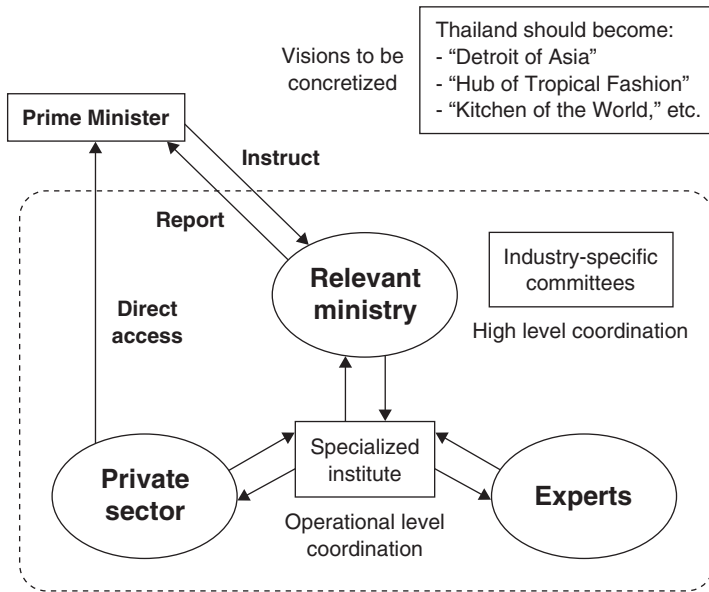 Visions to be
concretized
Thailand should become:
- “Detroit of Asia”
- “Hub of Tropical Fashion”
- “Kitchen of the World,” etc.
Prime Minister
Instruct
Report
Direct
access
Relevant
ministry
Industry-specific
committees
High level coordination
Private
sector
Specialized
institute
Operational level
coordination
Experts